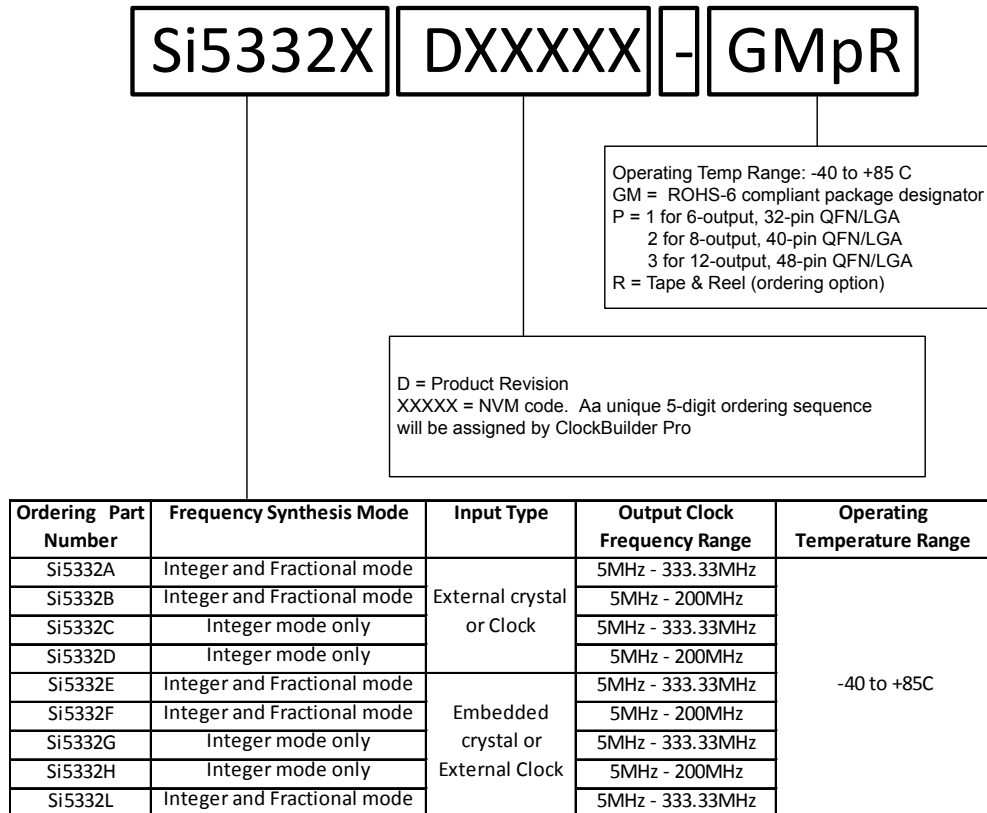 Si5332X DXXXXX - GMpR
Operating Temp Range: -40 to +85 C
GM = ROHS-6 compliant package designator
P = 1 for 6-output, 32-pin QFN/LGA
2 for 8-output, 40-pin QFN/LGA
3 for 12-output, 48-pin QFN/LGA
R = Tape & Reel (ordering option)
D = Product Revision
XXXXX = NVM code. Aa unique 5-digit ordering sequence
will be assigned by ClockBuilder Pro
Ordering Part Number Frequency Synthesis Mode Input Type Output Clock Frequency Range Operating Temperature Range
Si5332A Integer and Fractional mode External crystal or Clock 5MHz - 333.33MHz -40 to +85C
Si5332B Integer and Fractional mode 5MHz - 200MHz
Si5332C Integer mode only 5MHz - 333.33MHz
Si5332D Integer mode only 5MHz - 200MHz
Si5332E Integer and Fractional mode Embedded crystal or External Clock 5MHz - 333.33MHz
Si5332F Integer and Fractional mode 5MHz - 200MHz
Si5332G Integer mode only 5MHz - 333.33MHz
Si5332H Integer mode only 5MHz - 200MHz
Si5332L Integer and Fractional mode 5MHz - 333.33MHz